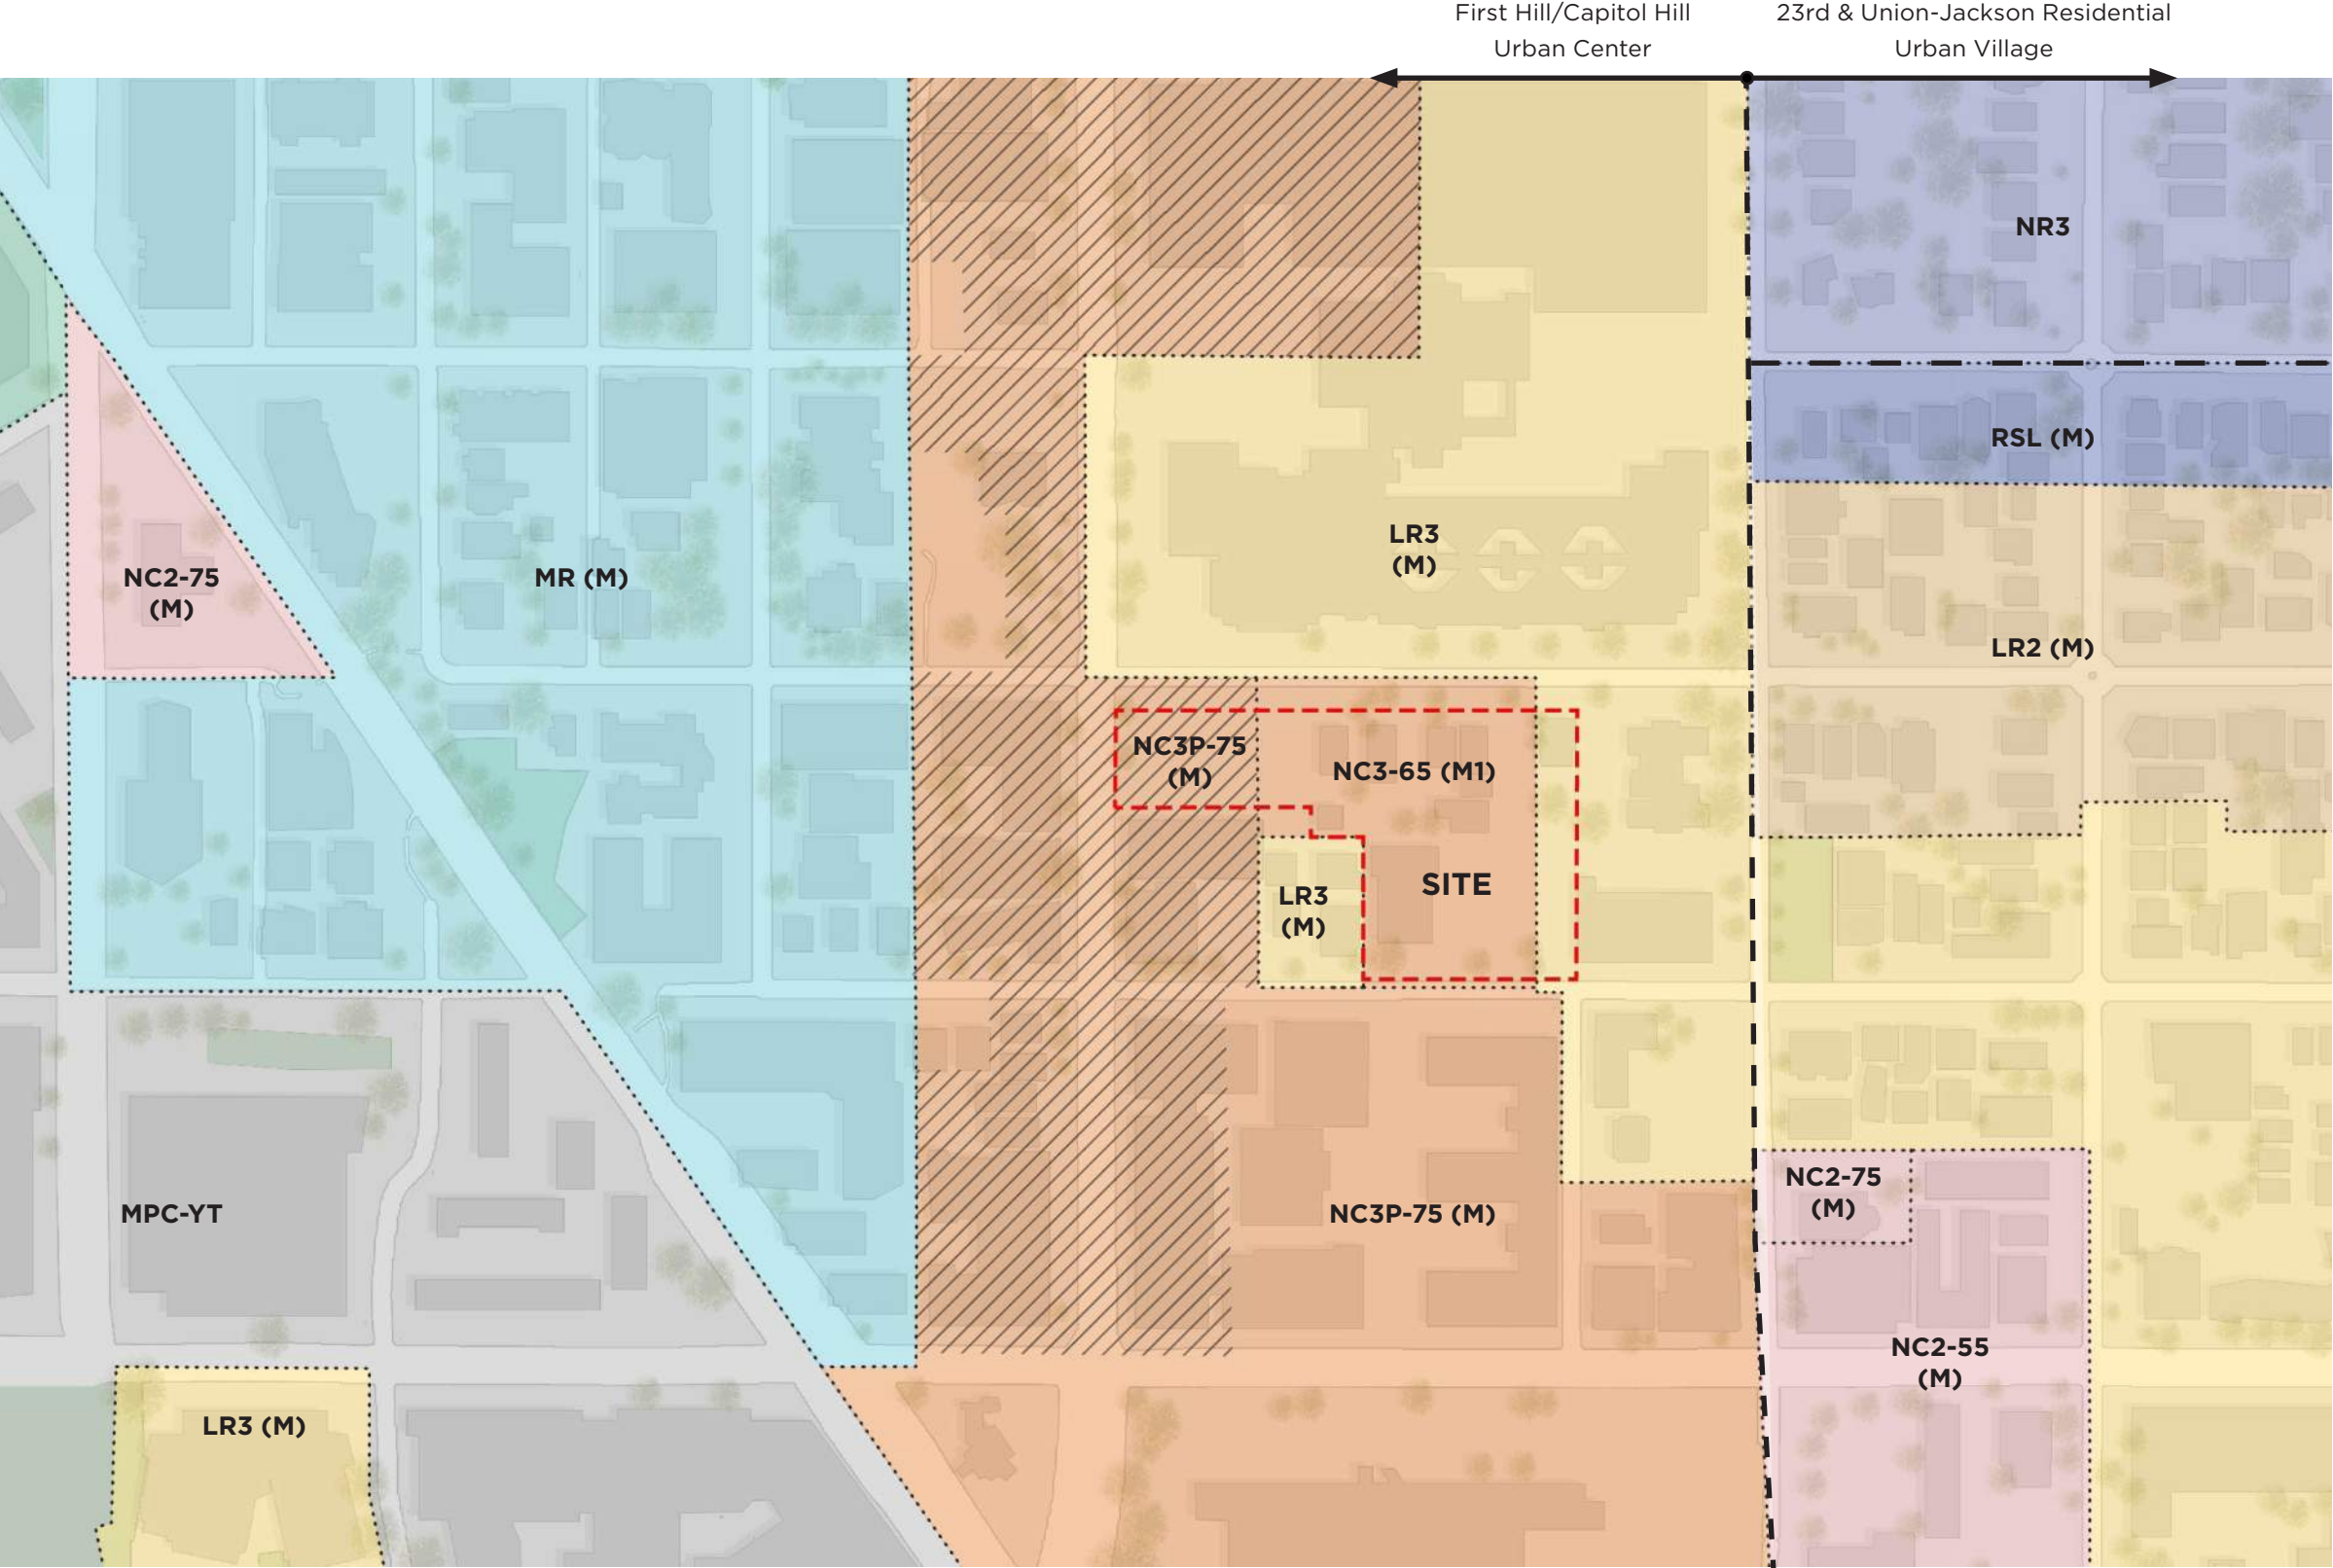 First Hill/Capitol Hill
Urban Center
23rd & Union-Jackson Residential
Urban Village
NR3
RSL (M)
LR3
(M)
NC2-75
(M)
MR (M)
LR2 (M)
NC3P-75
(M)
NC3-65 (M1)
SITE
LR3
(M)
NC2-75
(M)
MPC-YT
NC3P-75 (M)
NC2-55
(M)
LR3 (M)